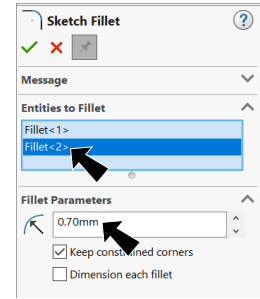 Sketch Fillet
?
Message
Entities to Fillet
Fillet<1>
Fillet<2>
Fillet Parameters
0.70mm
Keep constrained corners
Dimension each fillet